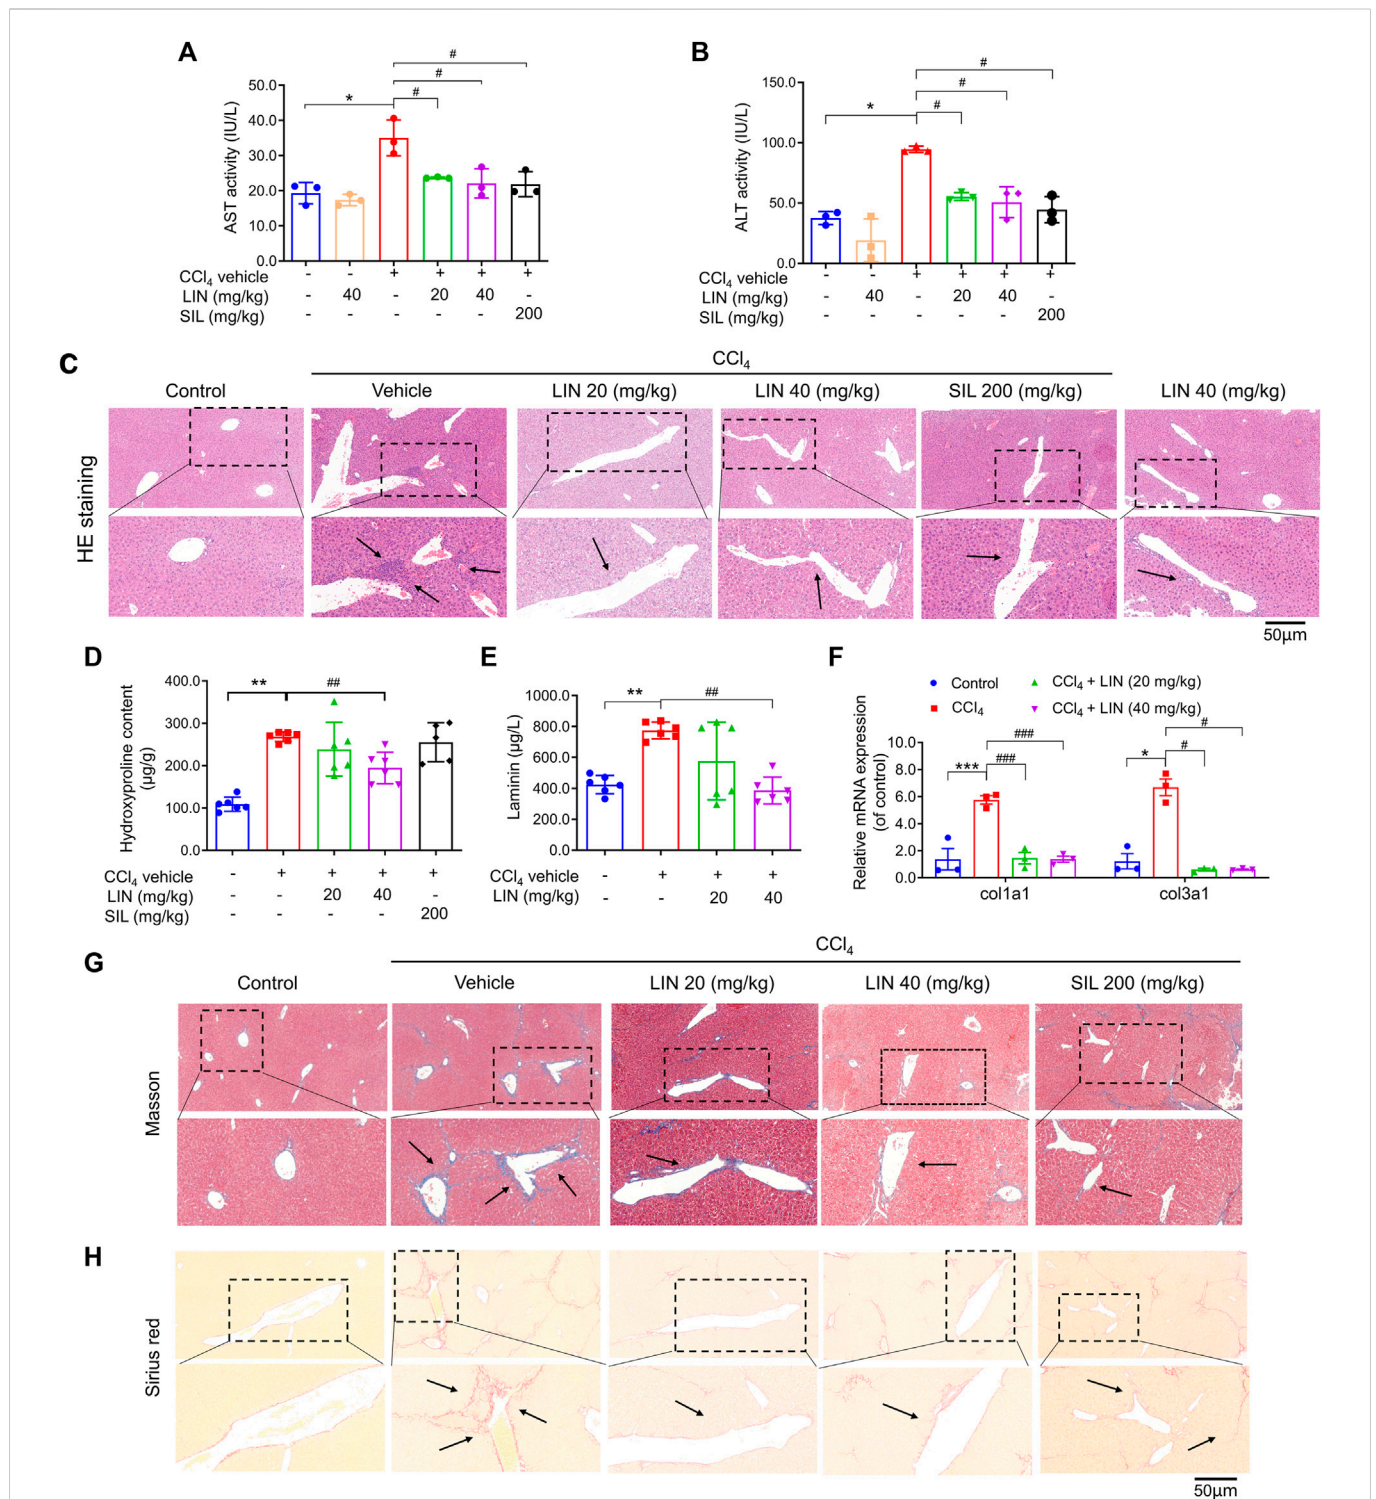 A
#
#
#
*
AST activity (IU/L)
50.0
40.0
30.0
20.0
10.0
0.0
CCl4 vehicle - - + + + +
LIN (mg/kg) - 40 - 20 40 -
SIL (mg/kg) - - - - - 200
B
#
#
#
*
ALT activity (IU/L)
150.0
100.0
50.0
0.0
CCl4 vehicle - - + + + +
LIN (mg/kg) - 40 - 20 40 -
SIL (mg/kg) - - - - - 200
C
CCl4
Control Vehicle LIN 20 (mg/kg) LIN 40 (mg/kg) SIL 200 (mg/kg) LIN 40 (mg/kg)
HE staining
50μm
D
** ##
Hydroxyproline content
(μg/g)
400.0
300.0
200.0
100.0
0.0
CCl4 vehicle - + + + +
LIN (mg/kg) - - 20 40 -
SIL (mg/kg) - - - - 200
E
** ##
Laminin (μg/L)
1000.0
800.0
600.0
400.0
200.0
0.0
CCl4 vehicle - + + +
LIN (mg/kg) - - 20 40
F
Control CCl4 + LIN (20 mg/kg)
CCl4 CCl4 + LIN (40 mg/kg)
Relative mRNA expression
(of control)
10.0
8.0
6.0
4.0
2.0
0.0
###
*** ###
#
* #
col1a1 col3a1
G
CCl4
Control Vehicle LIN 20 (mg/kg) LIN 40 (mg/kg) SIL 200 (mg/kg)
Masson
H
Sirius red
50μm